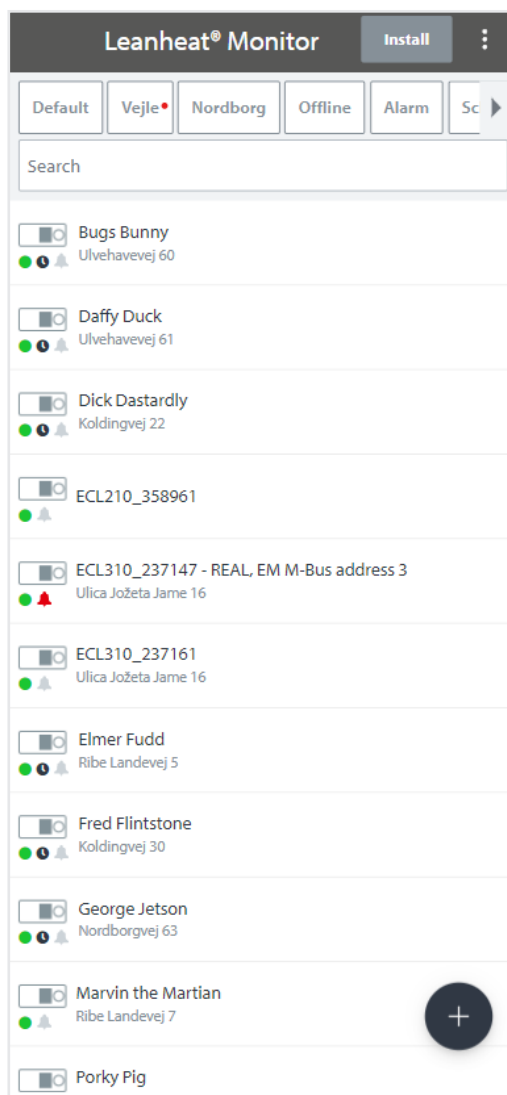 Leanheat® Monitor
Install
Default
Vejle
Nordborg
Offline
Alarm
Sc
Search
Bugs Bunny
Ulvehavevej 60
Daffy Duck
Ulvehavevej 61
Dick Dastardly
Koldingvej 22
ECL210_358961
ECL310_237147 - REAL, EM M-Bus address 3
Ulica Jožeta Jame 16
ECL310_237161
Ulica Jožeta Jame 16
Elmer Fudd
Ribe Landevej 5
Fred Flintstone
Koldingvej 30
George Jetson
Nordborgvej 63
Marvin the Martian
Ribe Landevej 7
Porky Pig